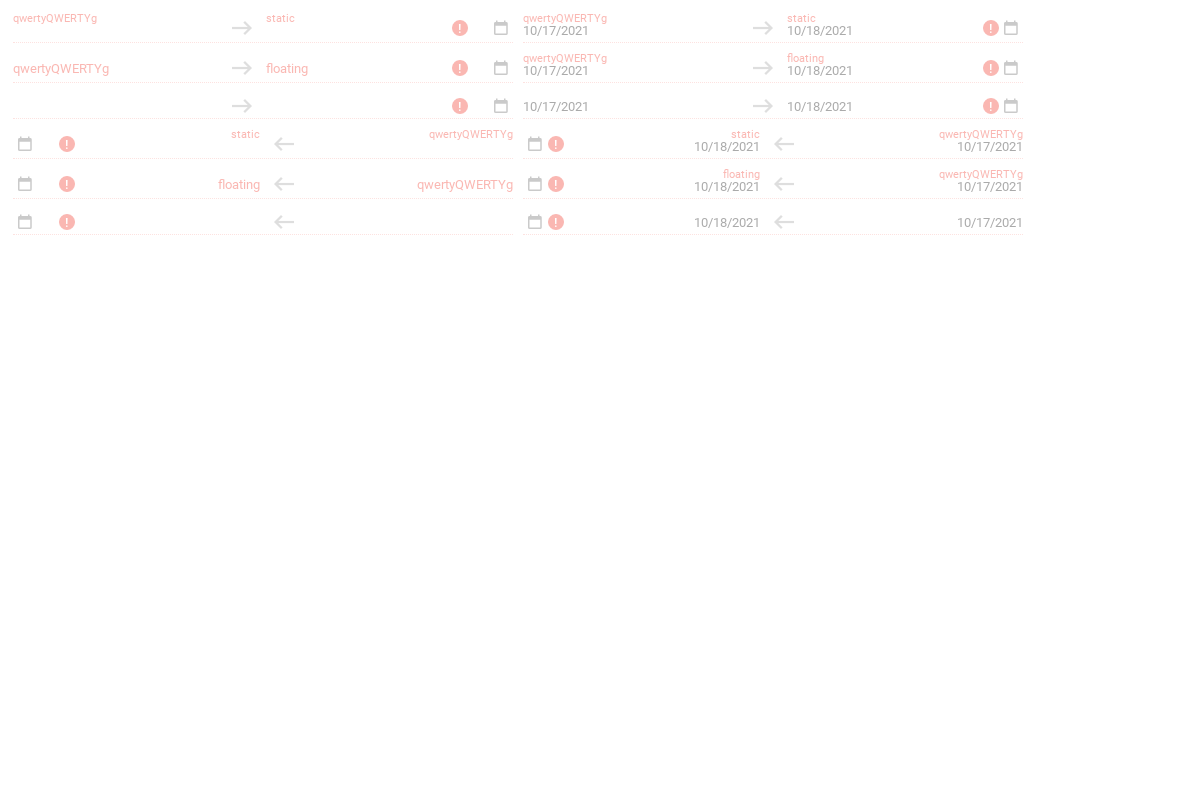 qwertyQWERTYg static qwertyQWERTYg static
10/17/2021 10/18/2021
qwertyQWERTYg floating qwertyQWERTYg floating
10/17/2021 10/18/2021
10/17/2021 10/18/2021
static qwertyQWERTYg static qwertyQWERTYg
10/18/2021 10/17/2021
floating qwertyQWERTYg floating qwertyQWERTYg
10/18/2021 10/17/2021
10/18/2021 10/17/2021